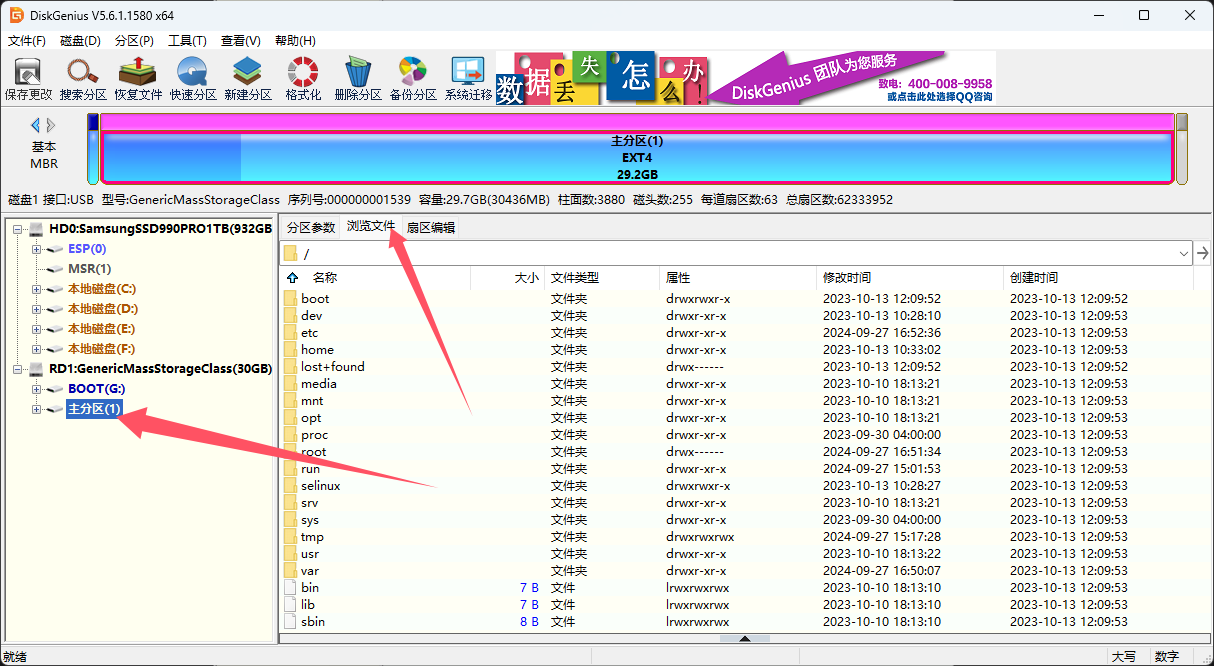 DiskGenius V5.6.1.1580 x64
文件(F) 磁盘(D) 分区(P) 工具(T) 查看(V) 帮助(H)
保存更改 搜索分区 恢复文件 快速分区 新建分区 格式化 删除分区 备份分区 系统迁移
数据丢失怎么办!
DiskGenius 团队为您服务
致电: 400-008-9958
或点击此处选择QQ咨询
基本
MBR
主分区(1)
EXT4
29.2GB
磁盘1 接口:USB 型号:GenericMassStorageClass 序列号:000000001539 容量:29.7GB(30436MB) 柱面数:3880 磁头数:255 每道扇区数:63 总扇区数:62333952
HD0:SamsungSSD990PRO1TB(932GB
ESP(0)
MSR(1)
本地磁盘(C:)
本地磁盘(D:)
本地磁盘(E:)
本地磁盘(F:)
RD1:GenericMassStorageClass(30GB)
BOOT(G:)
主分区(1)
分区参数 浏览文件 扇区编辑
/
名称 大小 文件类型 属性 修改时间 创建时间
boot 文件夹 drwxrwxr-x 2023-10-13 12:09:52 2023-10-13 12:09:52
dev 文件夹 drwxr-xr-x 2023-10-13 10:28:10 2023-10-13 12:09:53
etc 文件夹 drwxr-xr-x 2024-09-27 16:52:36 2023-10-13 12:09:53
home 文件夹 drwxr-xr-x 2023-10-13 10:33:02 2023-10-13 12:09:53
lost+found 文件夹 drwx------ 2023-10-13 12:09:52 2023-10-13 12:09:52
media 文件夹 drwxr-xr-x 2023-10-10 18:13:21 2023-10-13 12:09:53
mnt 文件夹 drwxr-xr-x 2023-10-10 18:13:21 2023-10-13 12:09:53
opt 文件夹 drwxr-xr-x 2023-10-10 18:13:21 2023-10-13 12:09:53
proc 文件夹 drwxr-xr-x 2023-09-30 04:00:00 2023-10-13 12:09:53
root 文件夹 drwx------ 2024-09-27 16:51:34 2023-10-13 12:09:53
run 文件夹 drwxr-xr-x 2024-09-27 15:01:53 2023-10-13 12:09:53
selinux 文件夹 drwxrwxr-x 2023-10-13 10:28:27 2023-10-13 12:09:53
srv 文件夹 drwxr-xr-x 2023-10-10 18:13:21 2023-10-13 12:09:53
sys 文件夹 drwxr-xr-x 2023-09-30 04:00:00 2023-10-13 12:09:53
tmp 文件夹 drwxrwxrwx 2024-09-27 15:17:28 2023-10-13 12:09:53
usr 文件夹 drwxr-xr-x 2023-10-10 18:13:22 2023-10-13 12:09:53
var 文件夹 drwxr-xr-x 2024-09-27 16:50:07 2023-10-13 12:09:53
bin 7 B 文件 lrwxrwxrwx 2023-10-10 18:13:10 2023-10-13 12:09:53
lib 7 B 文件 lrwxrwxrwx 2023-10-10 18:13:10 2023-10-13 12:09:53
sbin 8 B 文件 lrwxrwxrwx 2023-10-10 18:13:10 2023-10-13 12:09:53
就绪 大写 数字